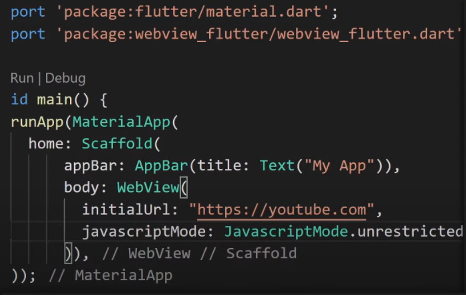 port 'package:flutter/material.dart';
port 'package:webview_flutter/webview_flutter.dart'
Run | Debug
id main() {
runApp(MaterialApp(
home: Scaffold(
appBar: AppBar(title: Text("My App")),
body: WebView(
initialUrl: "https://youtube.com",
javascriptMode: JavascriptMode.unrestricted
)), // WebView // Scaffold
)); // MaterialApp